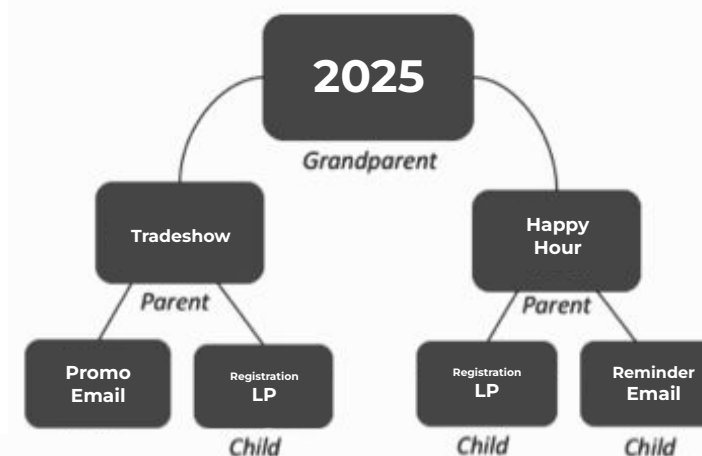 2025
Grandparent
Tradeshow
Happy
Hour
Parent
Parent
Promo
Email
Registration
LP
Registration
LP
Reminder
Email
Child
Child
Child